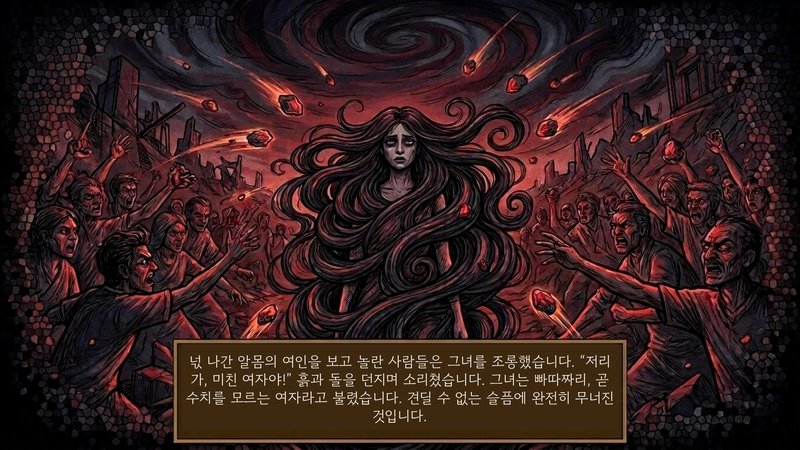 넋 나간 알몸의 여인을 보고 놀란 사람들은 그녀를 조롱했습니다. “저리
가, 미친 여자야!” 흙과 돌을 던지며 소리쳤습니다. 그녀는 빠따짜리, 곧
수치를 모르는 여자라고 불렸습니다. 견딜 수 없는 슬픔에 완전히 무너진
것입니다.